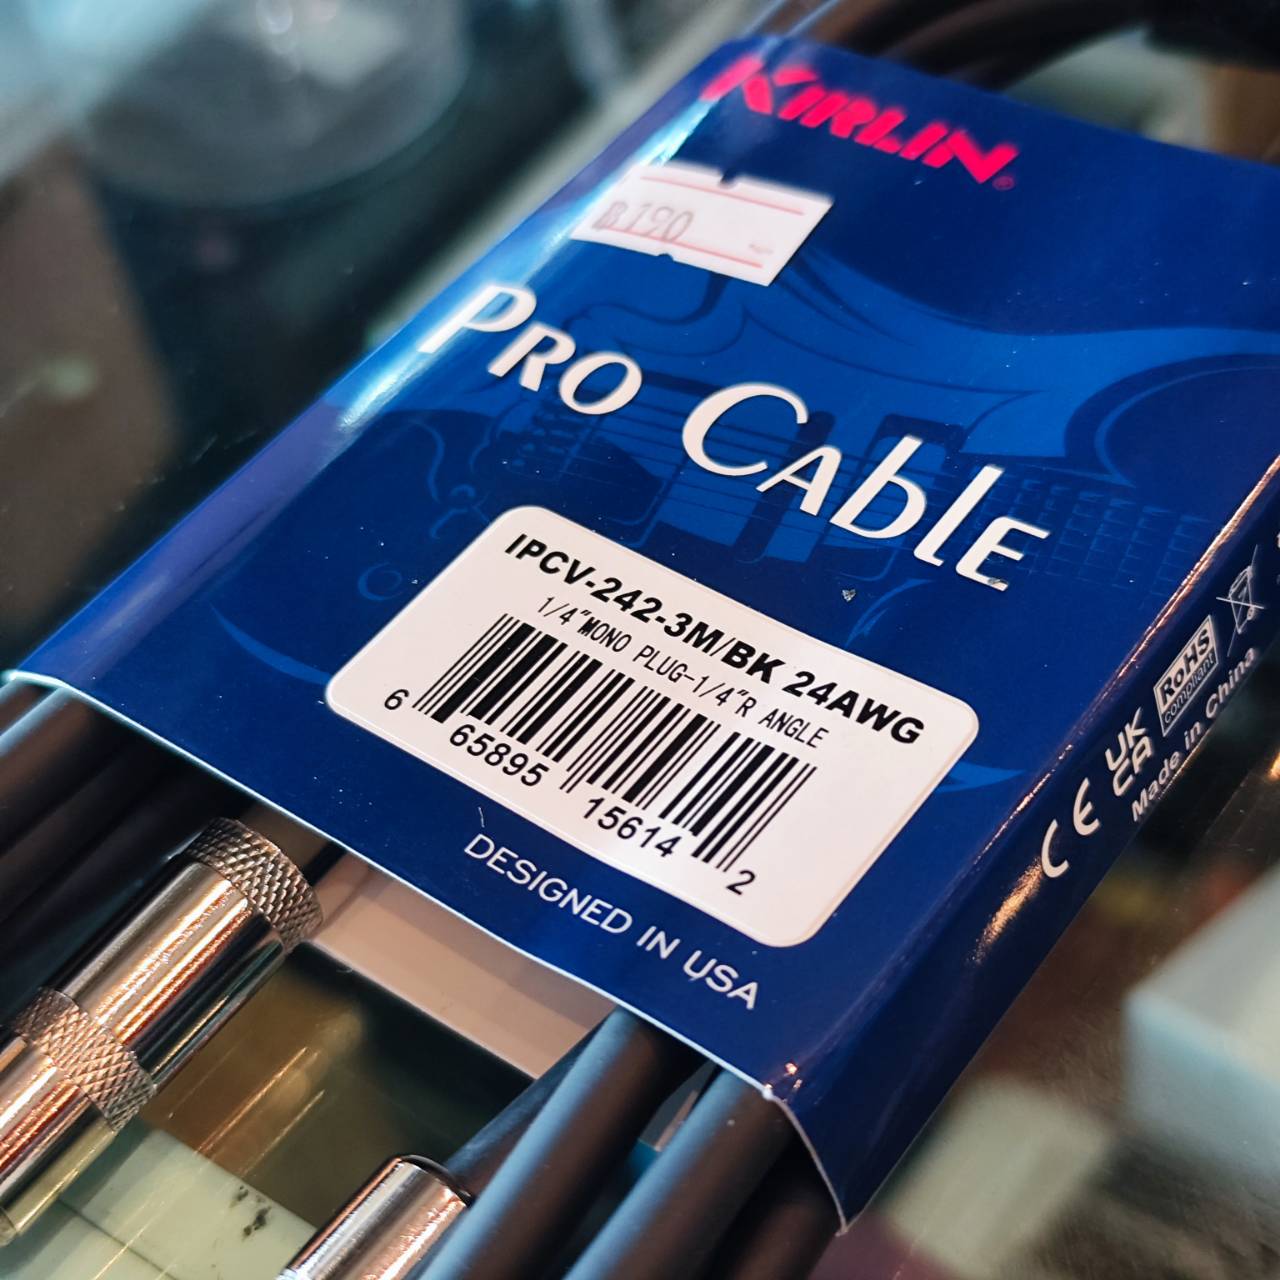 KIRLIN®
฿190
PRO CABLE
IPCV-242-3M/BK 24AWG
1/4"MONO PLUG-1/4"R ANGLE
6 65895 15614 2
DESIGNED IN USA
CE
UK
CA
RoHS
compliant
Made in China